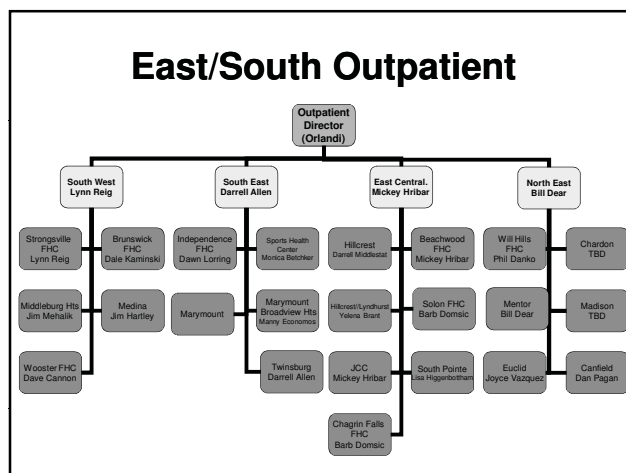 East/South Outpatient
Outpatient
Director
(Orlandi)
South West
Lynn Reig
South East
Darrell Allen
East Central.
Mickey Hribar
North East
Bill Dear
Strongsville
FHC
Lynn Reig
Brunswick
FHC
Dale Kaminski
Independence
FHC
Dawn Lorring
Sports Health
Center
Monica Betchker
Hillcrest
Darrell Middlestat
Beachwood
FHC
Mickey Hribar
Will Hills
FHC
Phil Danko
Chardon
TBD
Middleburg Hts
Jim Mehalik
Medina
Jim Hartley
Marymount
Marymount
Broadview Hts
Manny Economos
Hillcrest/Lyndhurst
Yelena Brant
Solon FHC
Barb Domsic
Mentor
Bill Dear
Madison
TBD
Wooster FHC
Dave Cannon
Twinsburg
Darrell Allen
JCC
Mickey Hribar
South Pointe
Lisa Higgenbottham
Euclid
Joyce Vazquez
Canfield
Dan Pagan
Chagrin Falls
FHC
Barb Domsic